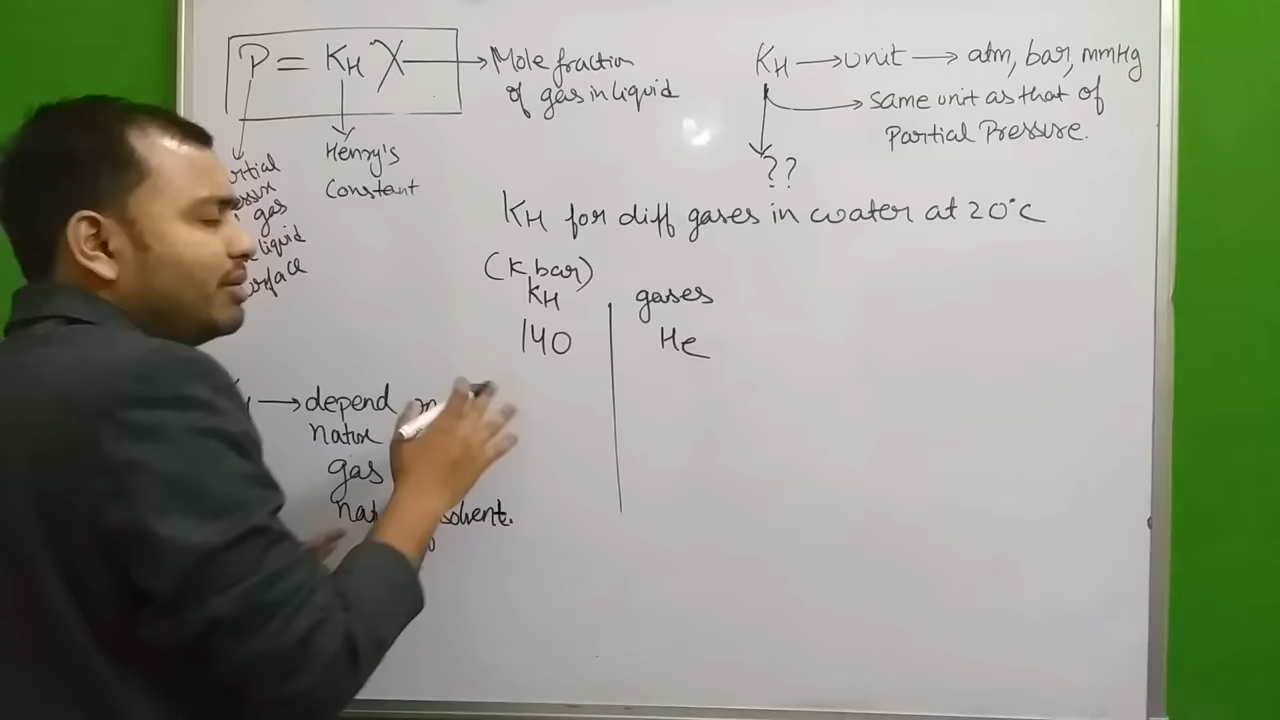 P = KH X → Mole fraction
of gas in liquid
Henry's
Constant
gas
liquid
KH → unit → atm, bar, mmHg
→ same unit as that of
Partial Pressure.
??
KH for diff gases in water at 20°C
(K bar)
KH gases
140 He
→ depend
nature
gas
solvent.